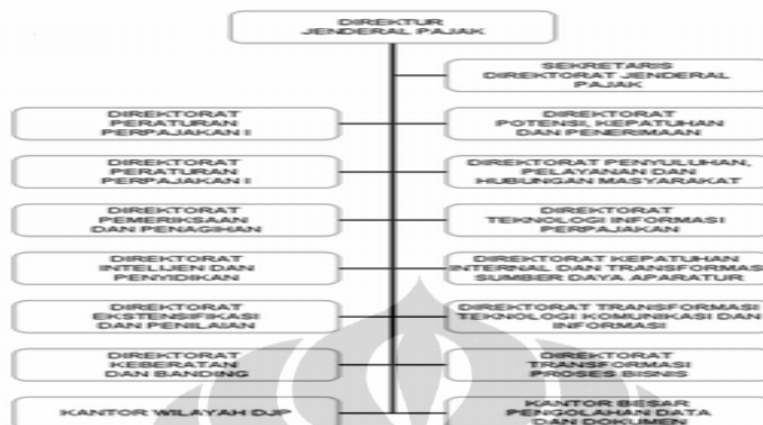 DIREKTUR
JENDERAL PAJAK
SEKRETARIS
DIREKTORAT JENDERAL
PAJAK
DIREKTORAT
PERATURAN
PERPAJAKAN I
DIREKTORAT
POTENSI, KEPATUHAN
DAN PENERIMAAN
DIREKTORAT
PERATURAN
PERPAJAKAN I
DIREKTORAT PENYULUHAN,
PELAYANAN DAN
HUBUNGAN MASYARAKAT
DIREKTORAT
PEMERIKSAAN
DAN PENAGIHAN
DIREKTORAT
TEKNOLOGI INFORMASI
PERPAJAKAN
DIREKTORAT
INTELIJEN DAN
PENYIDIKAN
DIREKTORAT KEPATUHAN
INTERNAL DAN TRANSFORMASI
SUMBER DAYA APARATUR
DIREKTORAT
EKSTENSIFIKASI
DAN PENILAIAN
DIREKTORAT TRANSFORMASI
TEKNOLOGI KOMUNIKASI DAN
INFORMASI
DIREKTORAT
KEBERATAN
DAN BANDING
DIREKTORAT
TRANSFORMASI
PROSES BISNIS
KANTOR WILAYAH DJP
KANTOR BESAR
PENGOLAHAN DATA
DAN DOKUMEN